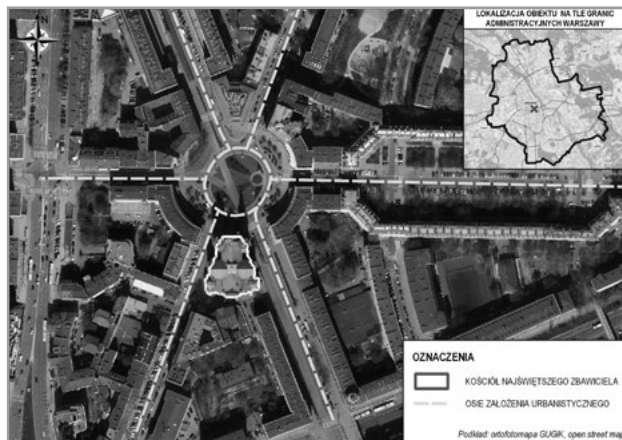 LOKALIZACJA OBIEKTU NA TLE GRANIC
ADMINISTRACYJNYCH WARSZAWY
OZNACZENIA
KOŚCIÓŁ NAJŚWIĘTSZEGO ZBAWICIELA
OSIE ZAŁOŻENIA URBANISTYCZNEGO
Podkład: ortofotomapa GUGiK, open street map